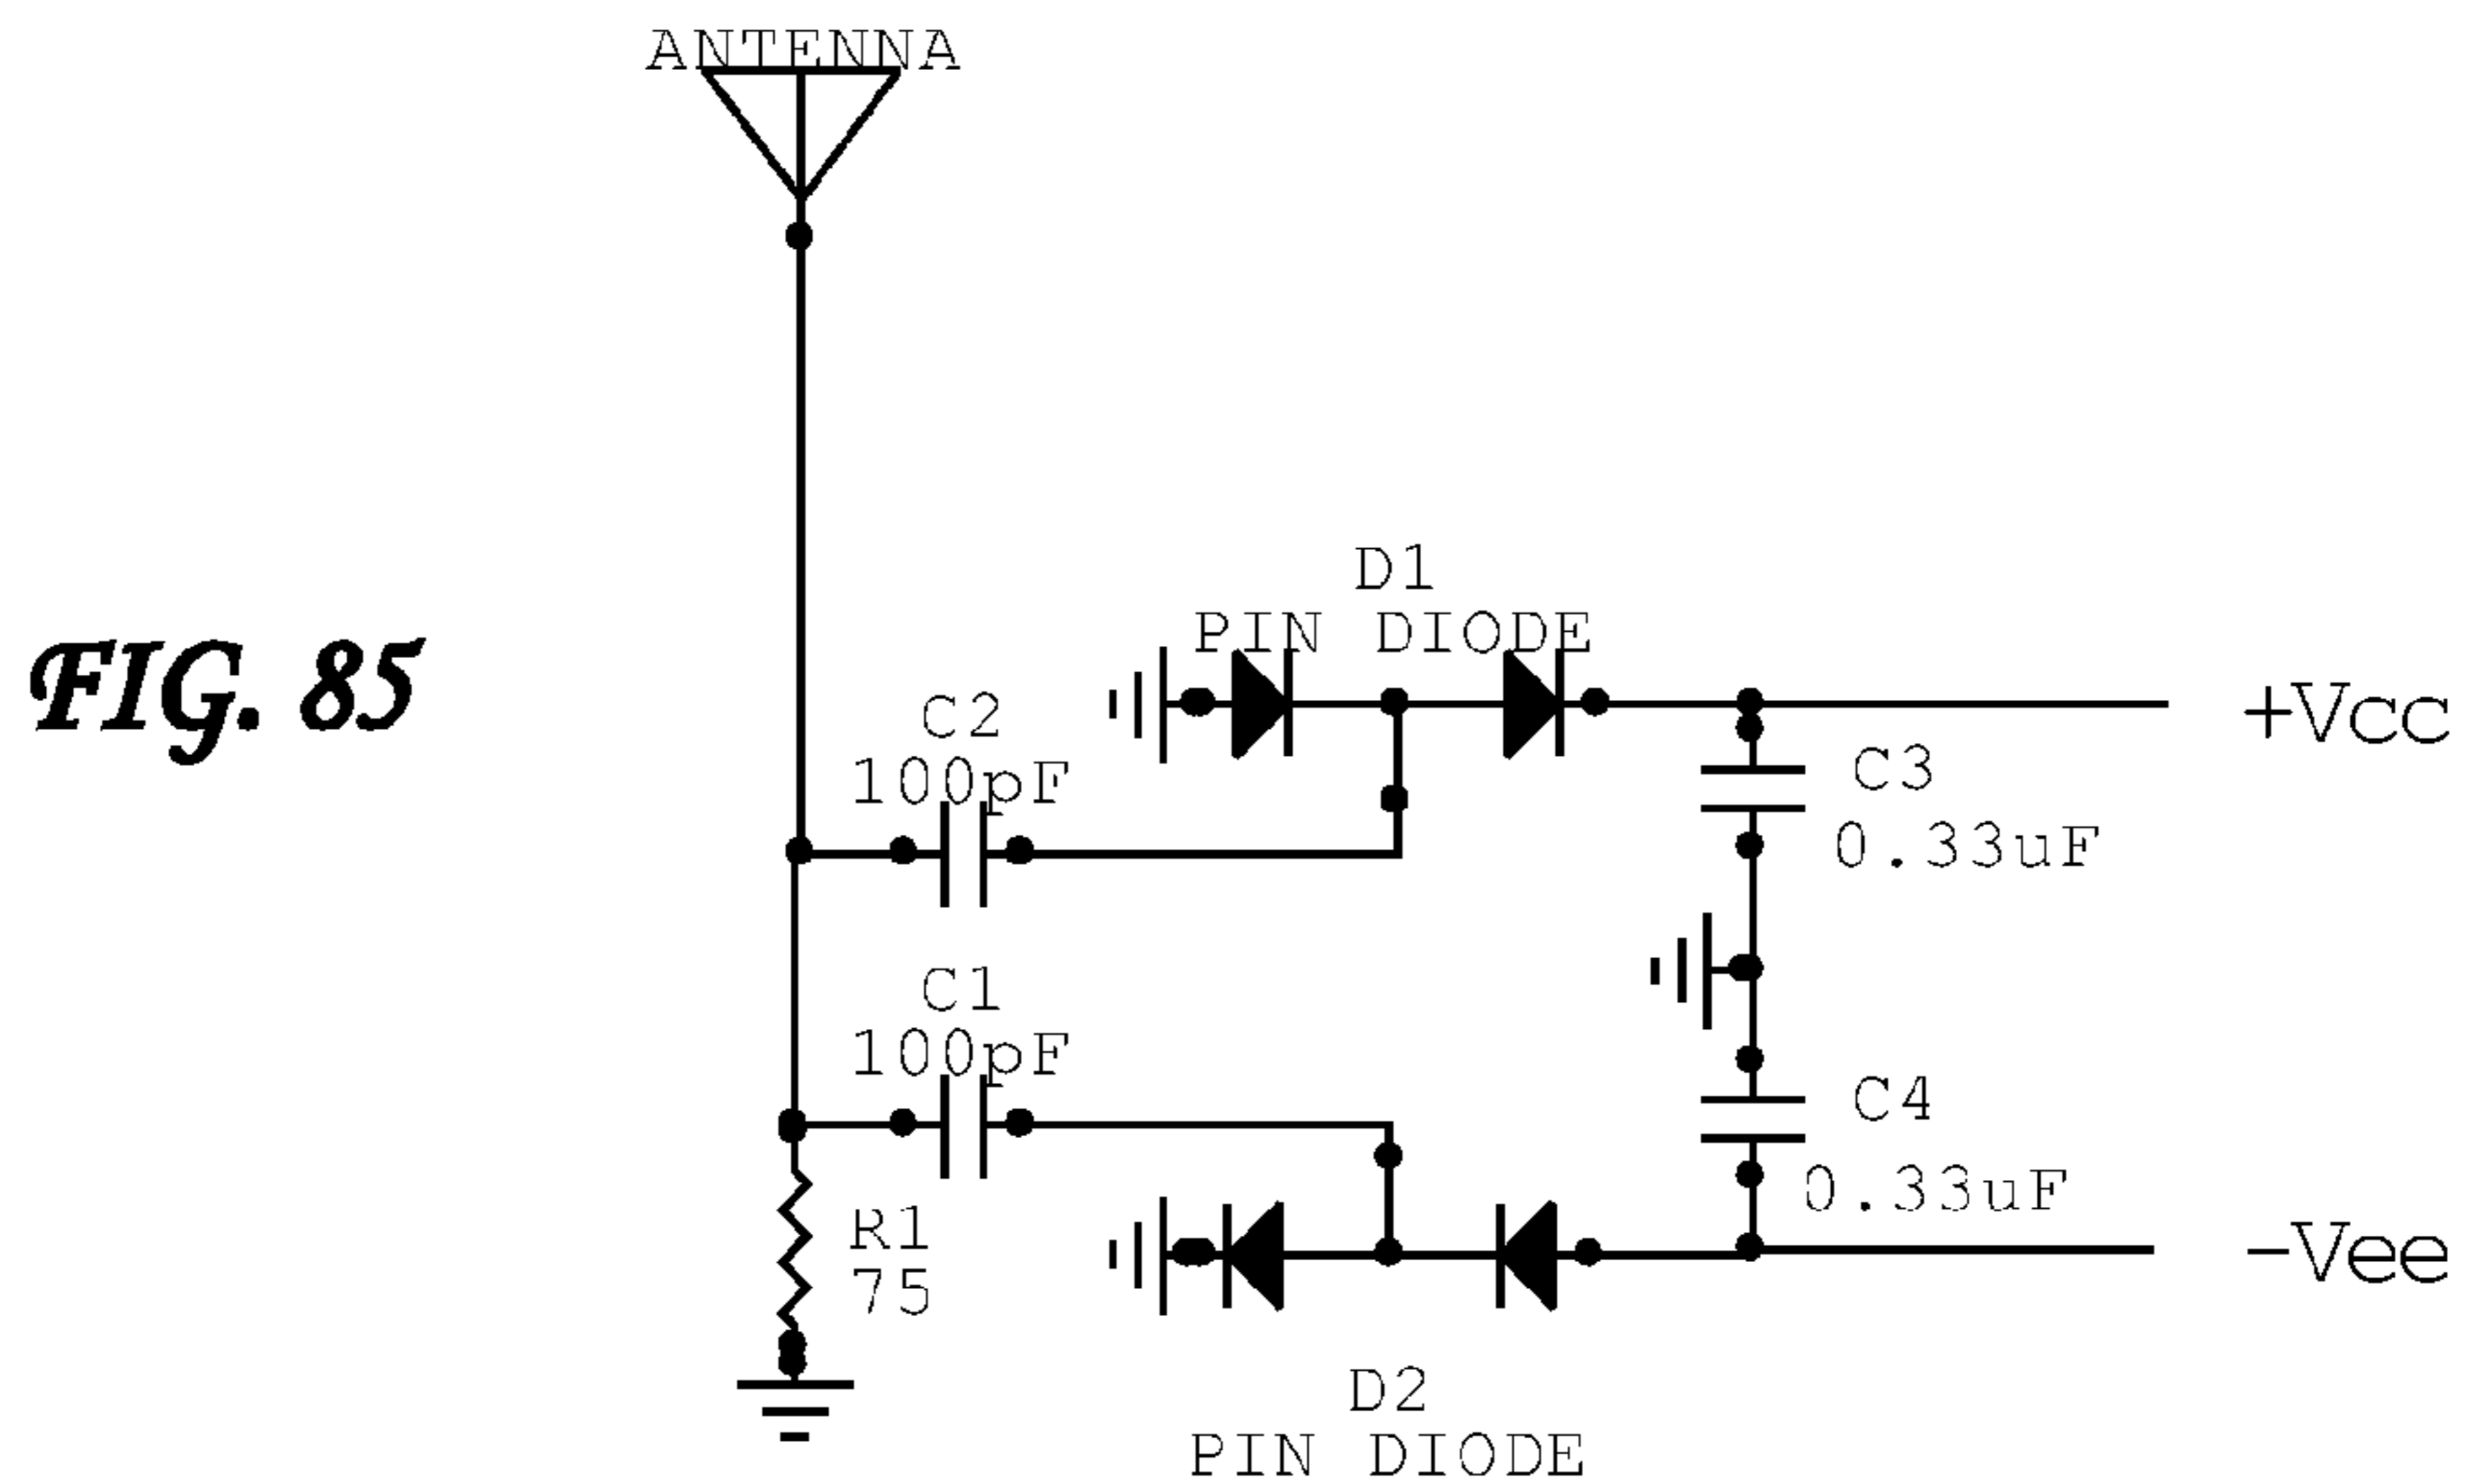 ANTENNA
FIG. 85
D1
PIN DIODE
C2
100pF
+Vcc
C3
0.33uF
C1
100pF
C4
0.33uF
R1
75
-Vee
D2
PIN DIODE